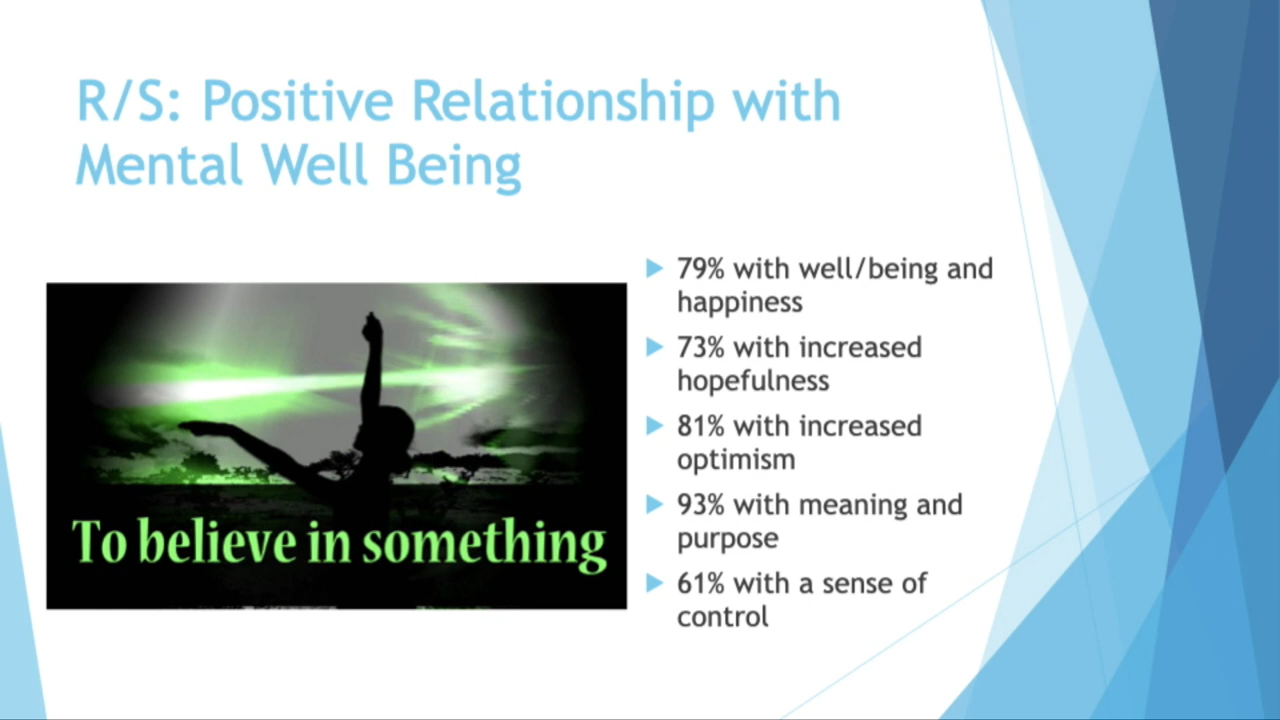 R/S: Positive Relationship with
Mental Well Being
79% with well/being and
happiness
73% with increased
hopefulness
81% with increased
optimism
93% with meaning and
purpose
61% with a sense of
control
To believe in something